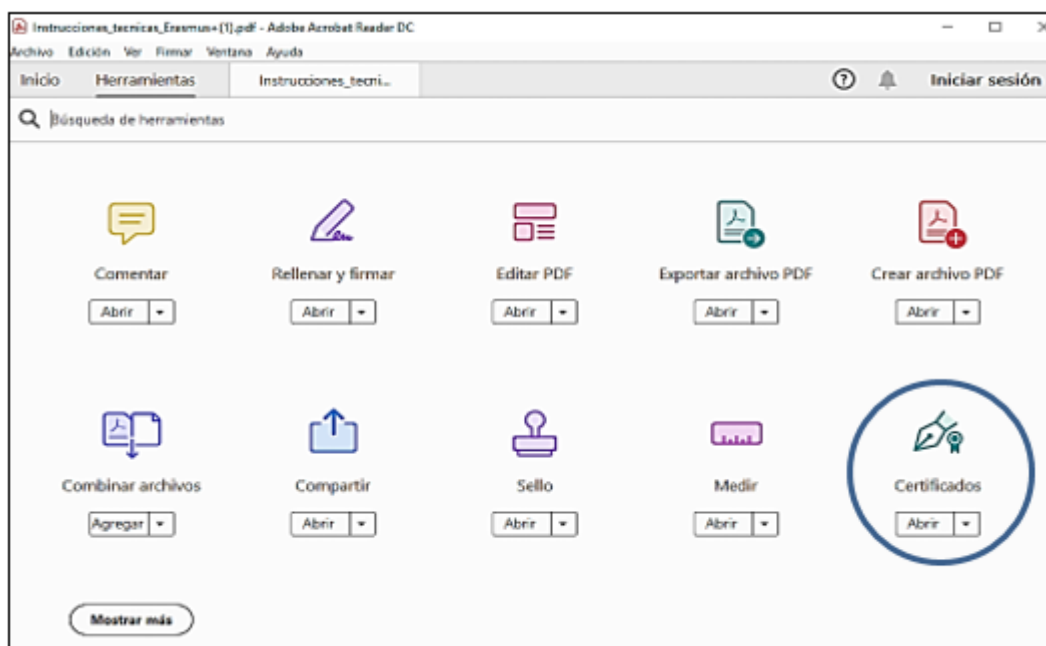 Instrucciones_tecnicas_Erasmus+(1).pdf - Adobe Acrobat Reader DC
Archivo Edición Ver Firmar Ventana Ayuda
Inicio Herramientas Instrucciones_tecni... Iniciar sesión
Búsqueda de herramientas
Comentar Rellenar y firmar Editar PDF Exportar archivo PDF Crear archivo PDF
Abrir Abrir Abrir Abrir Abrir
Combinar archivos Compartir Sello Medir Certificados
Agregar Abrir Abrir Abrir Abrir
Mostrar más